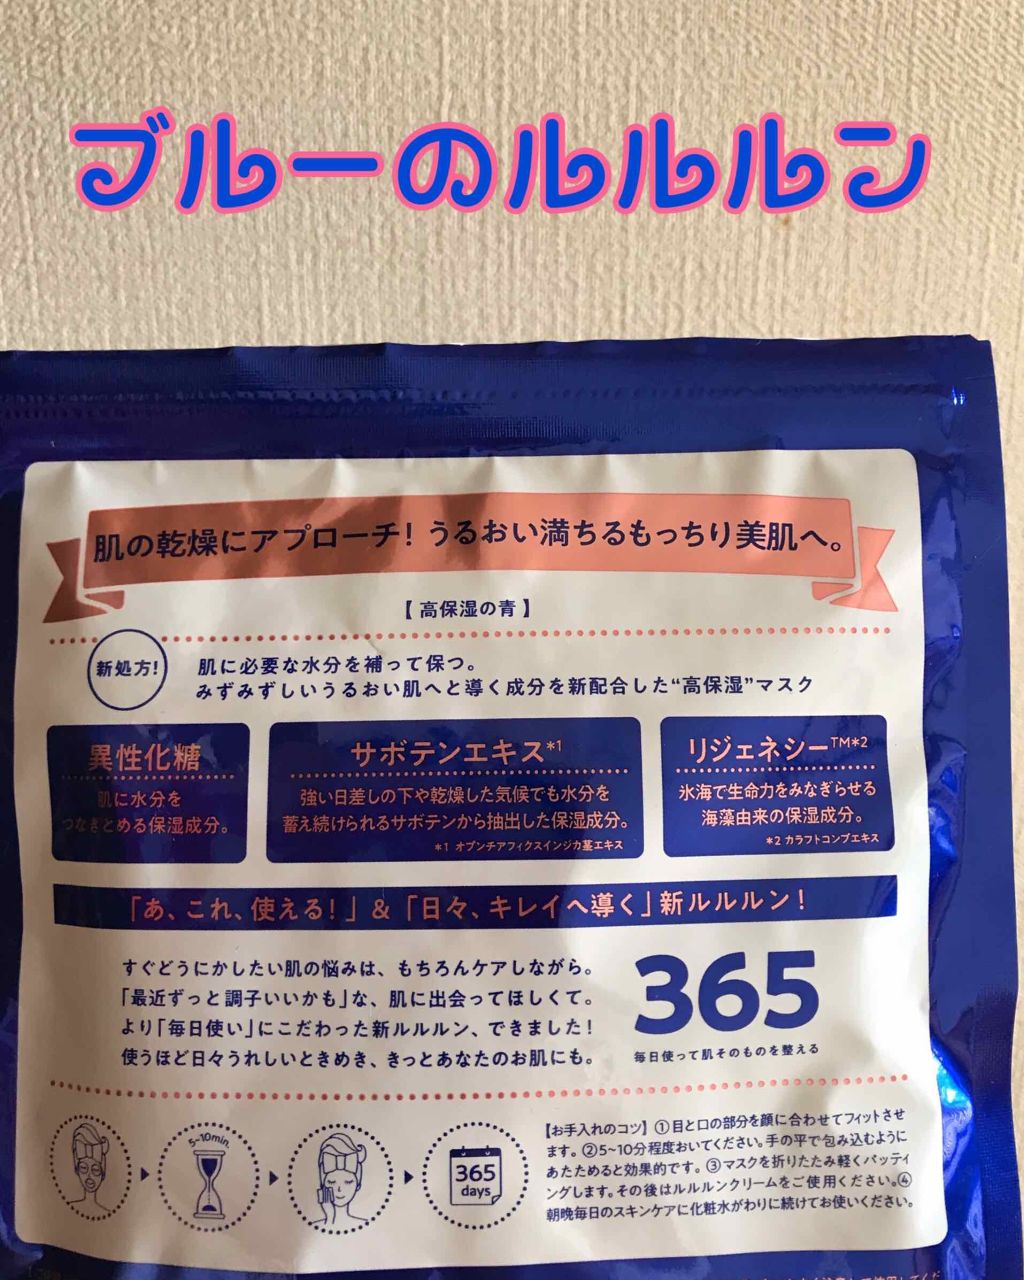 ブルーのルルルン
肌の乾燥にアプローチ! うるおい満ちるもっちり美肌へ。
【高保湿の青】
新処方!
肌に必要な水分を補って保つ。
みずみずしいうるおい肌へと導く成分を新配合した“高保湿”マスク
異性化糖
肌に水分を
つなぎとめる保湿成分。
サボテンエキス*1
強い日差しの下や乾燥した気候でも水分を
蓄え続けられるサボテンから抽出した保湿成分。
*1 オプンチアフィクスインジカ茎エキス
リジェネシー™*2
氷海で生命力をみなぎらせる
海藻由来の保湿成分。
*2 カラフトコンブエキス
「あ、これ、使える!」&「日々、キレイへ導く」新ルルルン!
すぐどうにかしたい肌の悩みは、もちろんケアしながら。
「最近ずっと調子いいかも」な、肌に出会ってほしくて。
より「毎日使い」にこだわった新ルルルン、できました!
使うほど日々うれしいときめき、きっとあなたのお肌にも。
365
毎日使って肌そのものを整える
5~10min.
365
days
【お手入れのコツ】①目と口の部分を顔に合わせてフィットさせ
ます。②5~10分程度おいてください。手の平で包み込むように
あたためると効果的です。③マスクを折りたたみ軽くパッティ
ングします。その後はルルルンクリームをご使用ください。④
朝晩毎日のスキンケアに化粧水がわりに続けてお使いください。